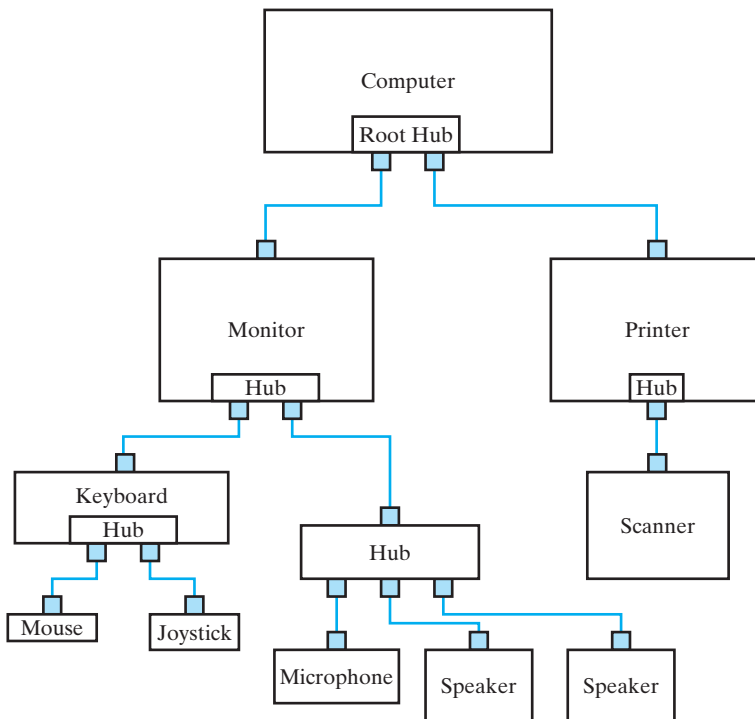 Computer
Root Hub
Monitor
Printer
Hub
Hub
Keyboard
Hub
Hub
Scanner
Mouse
Joystick
Microphone
Speaker
Speaker